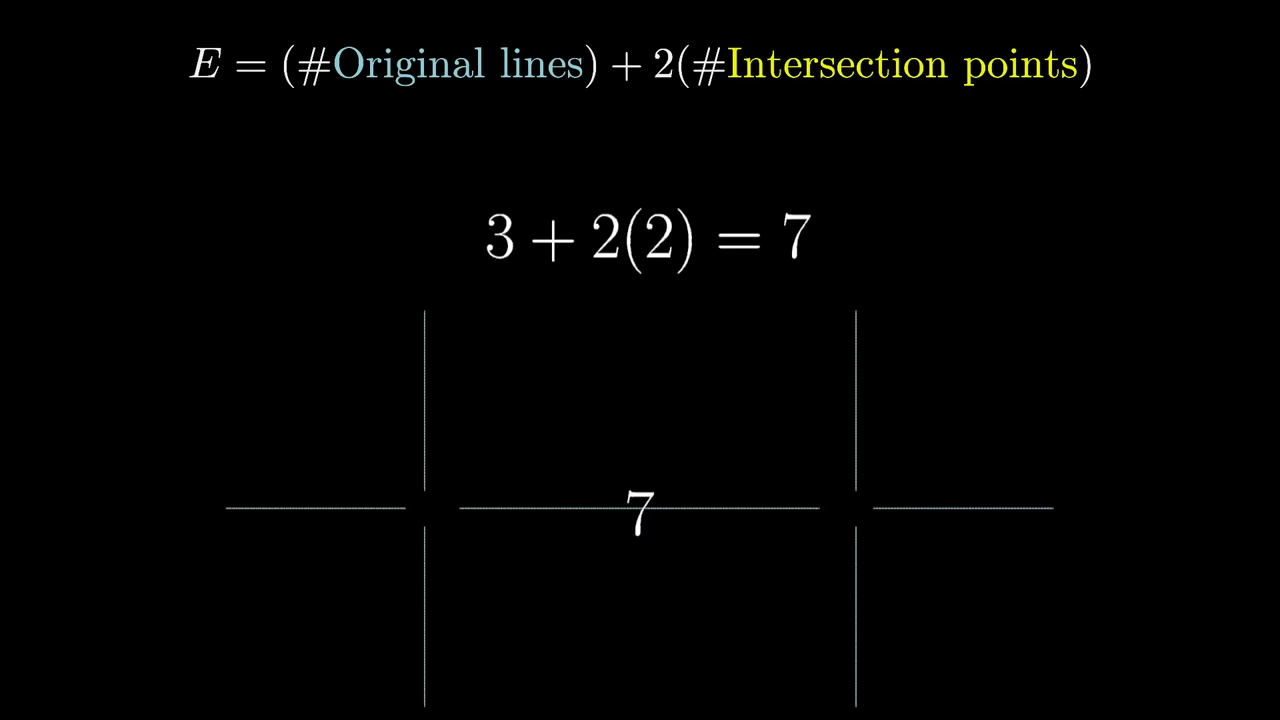 E = (#Original lines) + 2(#Intersection points)
3 + 2(2) = 7
7